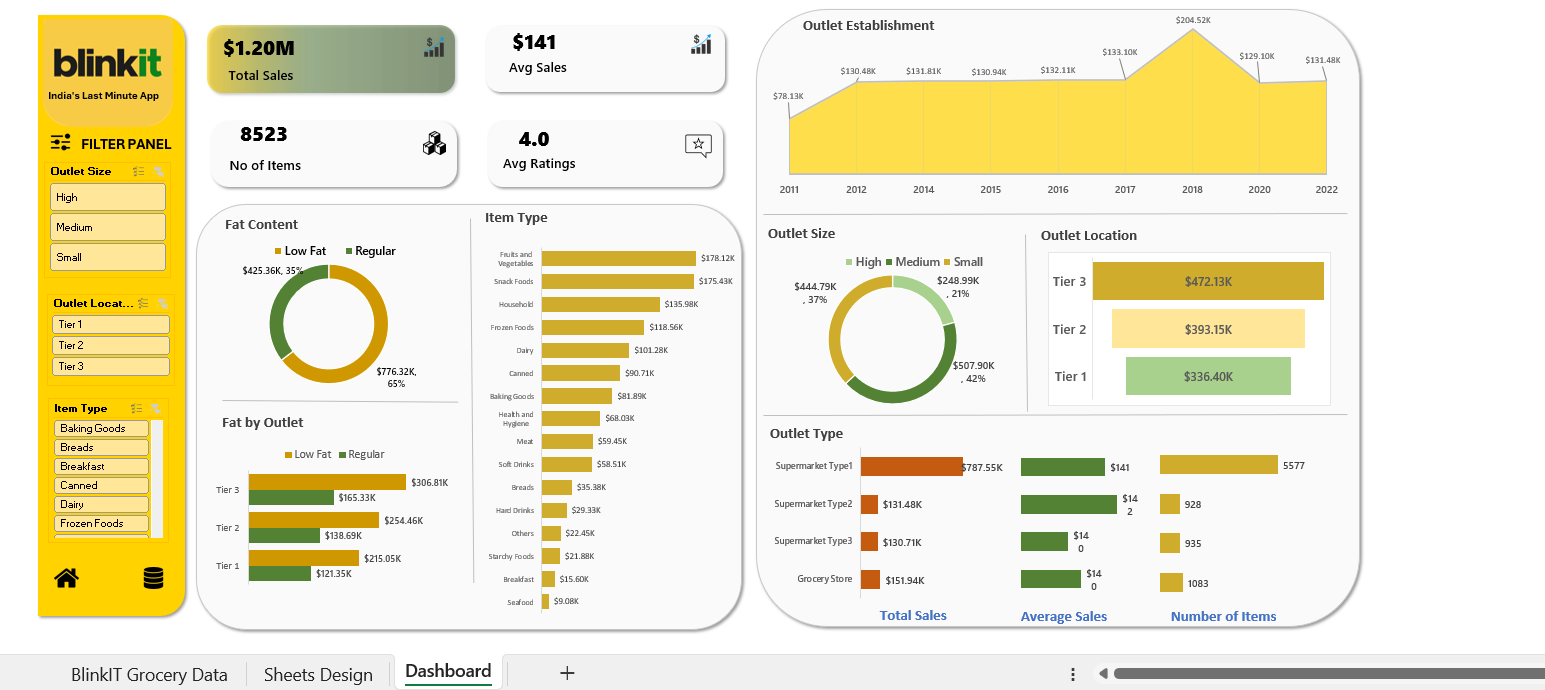 blinkit
India's Last Minute App
FILTER PANEL
Outlet Size
High
Medium
Small
Outlet Locat...
Tier 1
Tier 2
Tier 3
Item Type
Baking Goods
Breads
Breakfast
Canned
Dairy
Frozen Foods
$1.20M
Total Sales
$141
Avg Sales
8523
No of Items
4.0
Avg Ratings
Fat Content
Low Fat Regular
$425.36K, 35%
$776.32K,
65%
Fat by Outlet
Low Fat Regular
Tier 3 $306.81K
$165.33K
Tier 2 $254.46K
$138.69K
Tier 1 $215.05K
$121.35K
Item Type
Fruits and
Vegetables $178.12K
Snack Foods $175.43K
Household $135.98K
Frozen Foods $118.56K
Dairy $101.28K
Canned $90.71K
Baking Goods $81.89K
Health and
Hygiene $68.03K
Meat $59.45K
Soft Drinks $58.51K
Breads $35.38K
Hard Drinks $29.33K
Others $22.45K
Starchy Foods $21.88K
Breakfast $15.60K
Seafood $9.08K
Outlet Establishment
$78.13K $130.48K $131.81K $130.94K $132.11K $133.10K $204.52K $129.10K $131.48K
2011 2012 2014 2015 2016 2017 2018 2020 2022
Outlet Size
High Medium Small
$444.79K
, 37%
$248.99K
, 21%
$507.90K
, 42%
Outlet Location
Tier 3 $472.13K
Tier 2 $393.15K
Tier 1 $336.40K
Outlet Type
Supermarket Type1 $787.55K $141 5577
Supermarket Type2 $131.48K $14
2 928
Supermarket Type3 $130.71K $14
0 935
Grocery Store $151.94K $14
0 1083
Total Sales Average Sales Number of Items
BlinkIT Grocery Data Sheets Design Dashboard